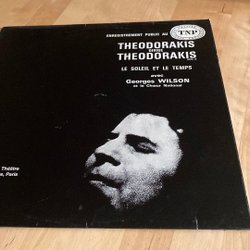 ENREGISTREMENT PUBLIC AU
TNP
THEODORAKIS
DIRIGE
THEODORAKIS
LE SOLEIL ET LE TEMPS
avec
Georges WILSON
et le Chœur National
Théâtre
, Paris